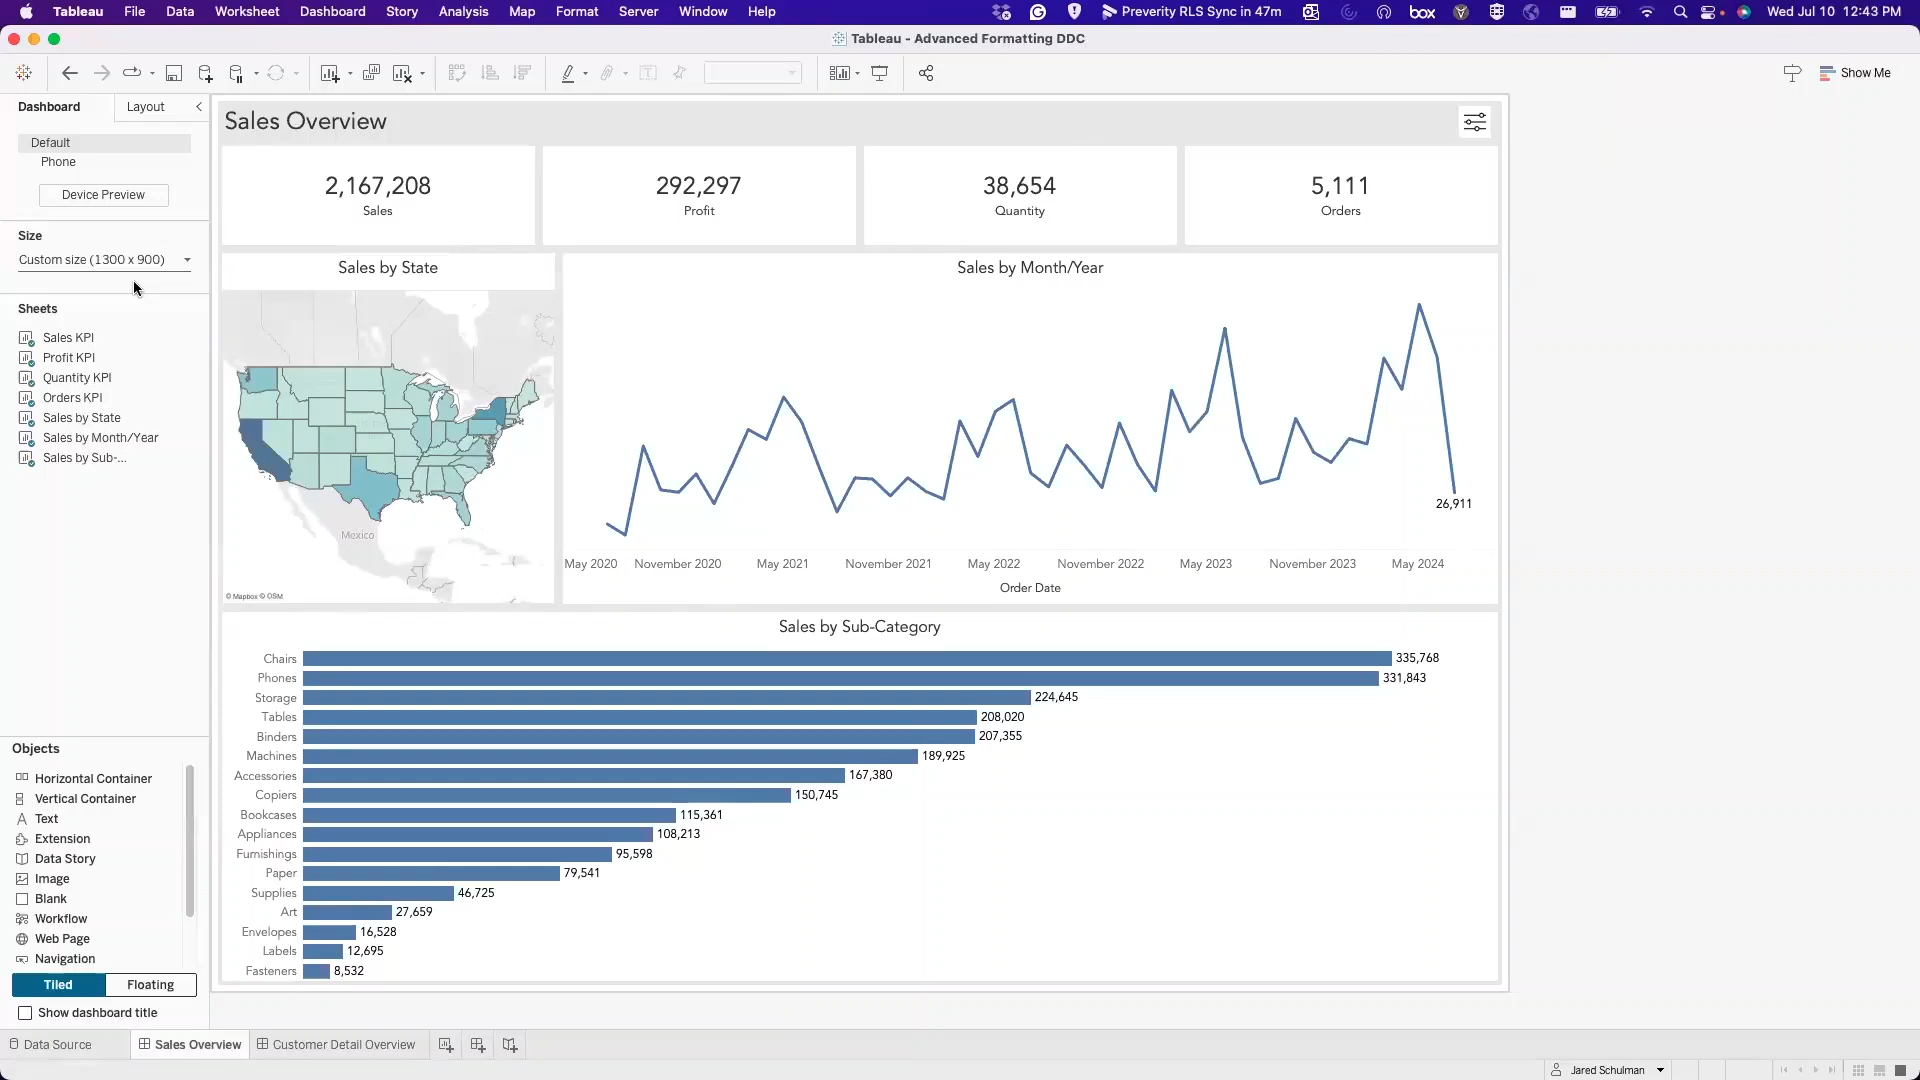 Tableau File Data Worksheet Dashboard Story Analysis Map Format Server Window Help
Preverity RLS Sync in 47m
box
Wed Jul 10 12:43 PM
Tableau - Advanced Formatting DDC
Show Me
Dashboard
Layout
Default
Phone
Device Preview
Size
Custom size (1300 x 900)
Sheets
Sales KPI
Profit KPI
Quantity KPI
Orders KPI
Sales by State
Sales by Month/Year
Sales by Sub-...
Objects
Horizontal Container
Vertical Container
Text
Extension
Data Story
Image
Blank
Workflow
Web Page
Navigation
Tiled
Floating
Show dashboard title
Sales Overview
2,167,208
Sales
292,297
Profit
38,654
Quantity
5,111
Orders
Sales by State
Mexico
© Mapbox © OSM
Sales by Month/Year
26,911
May 2020 November 2020 May 2021 November 2021 May 2022 November 2022 May 2023 November 2023 May 2024
Order Date
Sales by Sub-Category
Chairs 335,768
Phones 331,843
Storage 224,645
Tables 208,020
Binders 207,355
Machines 189,925
Accessories 167,380
Copiers 150,745
Bookcases 115,361
Appliances 108,213
Furnishings 95,598
Paper 79,541
Supplies 46,725
Art 27,659
Envelopes 16,528
Labels 12,695
Fasteners 8,532
Data Source
Sales Overview
Customer Detail Overview
Jared Schulman